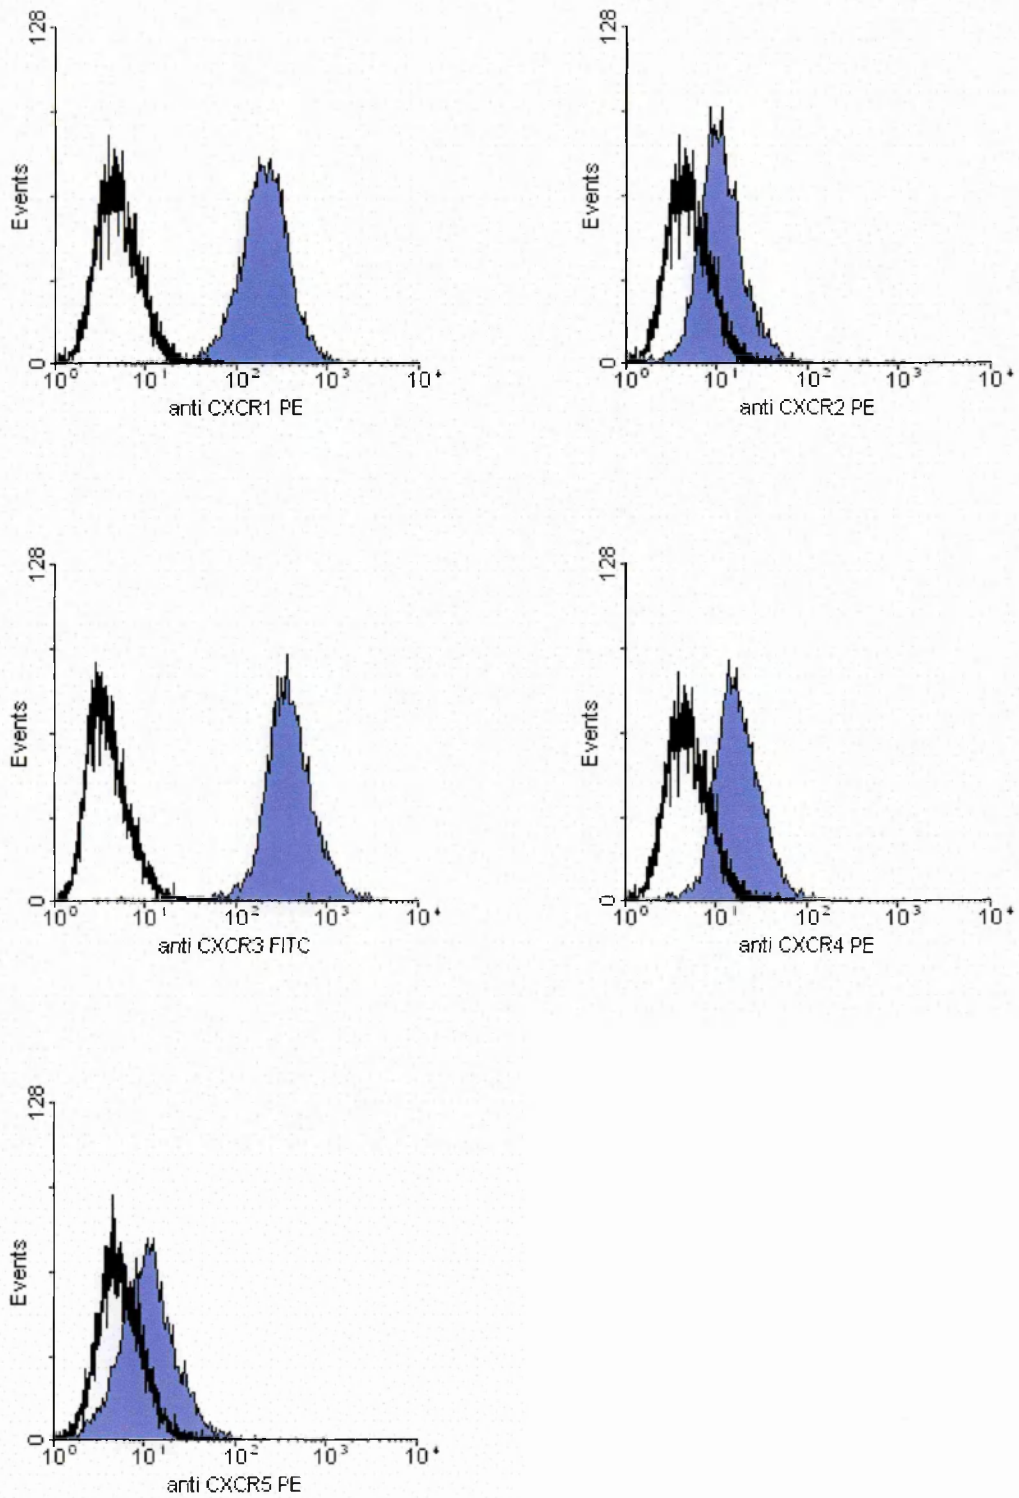 128
Events
0
10⁰ 10¹ 10² 10³ 10⁴
anti CXCR1 PE
128
Events
0
10⁰ 10¹ 10² 10³ 10⁴
anti CXCR2 PE
128
Events
0
10⁰ 10¹ 10² 10³ 10⁴
anti CXCR3 FITC
128
Events
0
10⁰ 10¹ 10² 10³ 10⁴
anti CXCR4 PE
128
Events
0
10⁰ 10¹ 10² 10³ 10⁴
anti CXCR5 PE